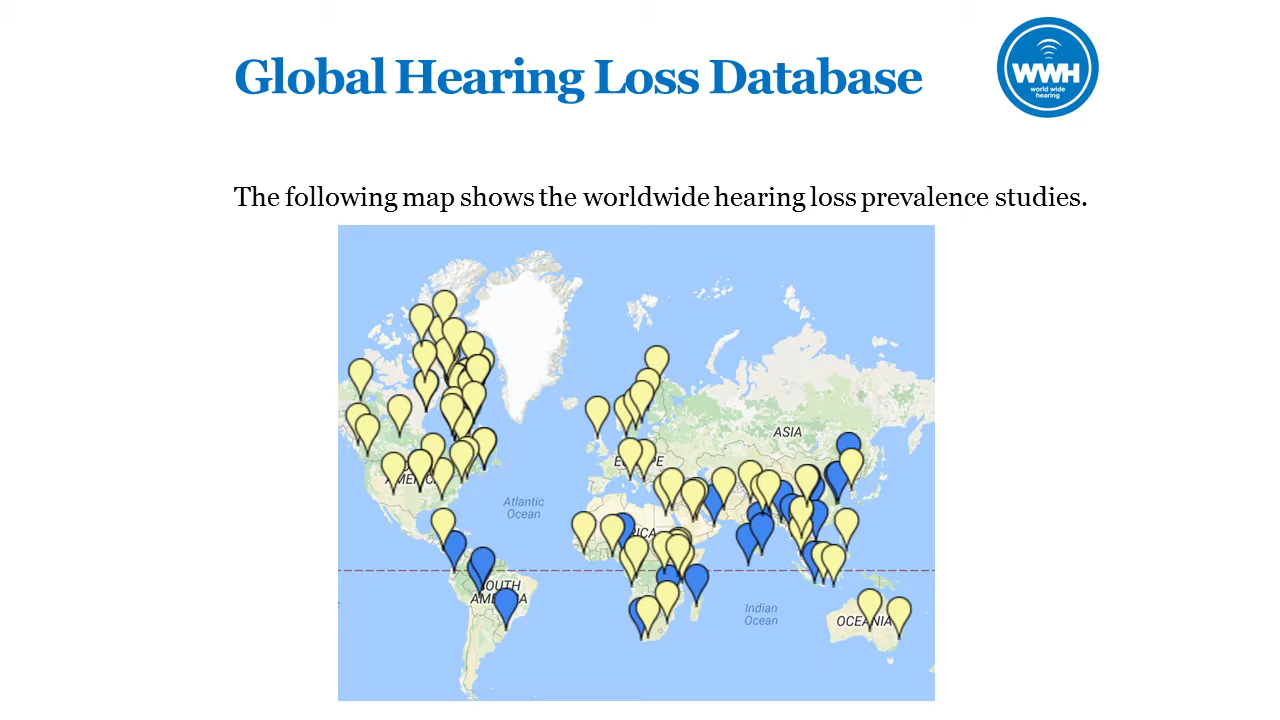 Global Hearing Loss Database
WWH
world wide
hearing
The following map shows the worldwide hearing loss prevalence studies.
ASIA
Atlantic
Ocean
SOUTH
Indian
Ocean
OCEANIA